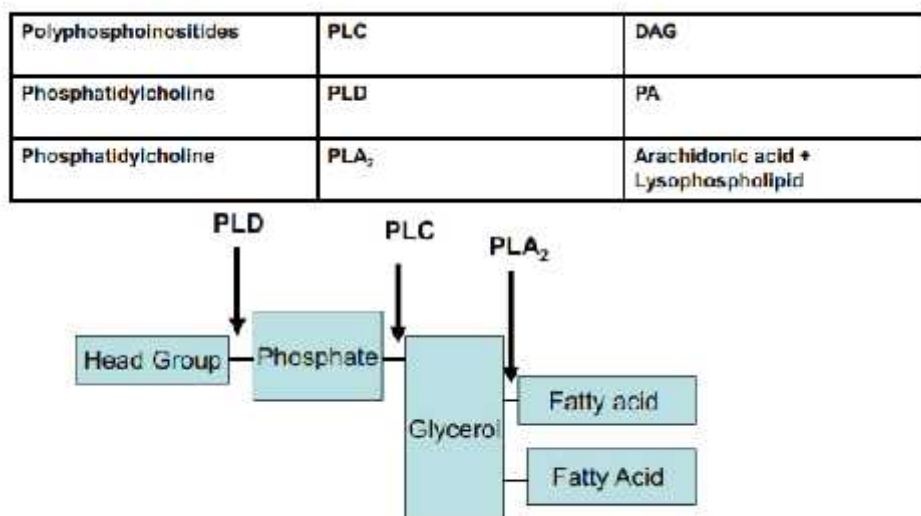 Polyphosphoinositides PLC DAG
Phosphatidylcholine PLD PA
Phosphatidylcholine PLA₂ Arachidonic acid +
Lysophospholipid
PLD PLC PLA₂
Head Group Phosphate
Glycerol
Fatty acid
Fatty Acid